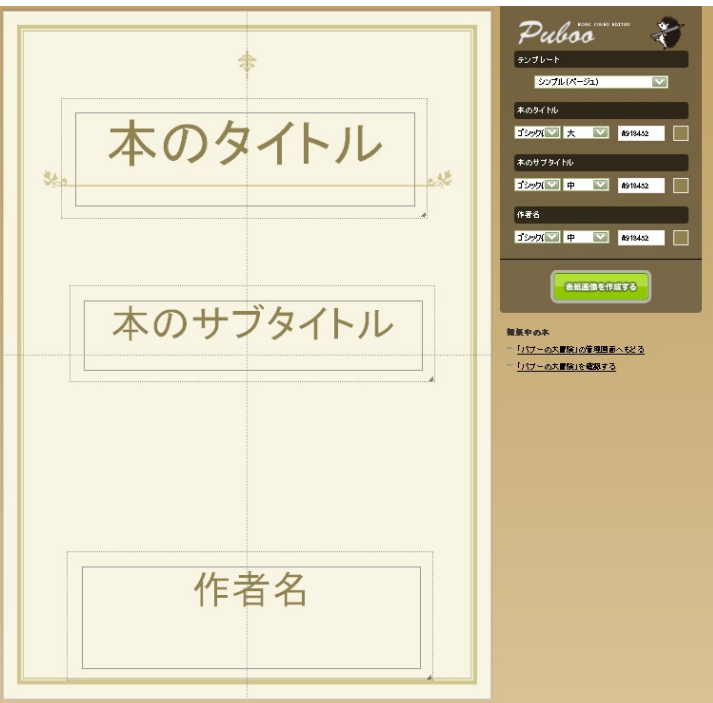 本のタイトル
本のサブタイトル
作者名
BOOK COVER EDITOR
Puboo
テンプレート
シンプル(ベージュ)
本のタイトル
ゴシック(
大
#918452
本のサブタイトル
ゴシック(
中
#918452
作者名
ゴシック(
中
#918452
表紙画像を作成する
編集中の本
「パブーの大冒険」の管理画面へもどる
「パブーの大冒険」を確認する